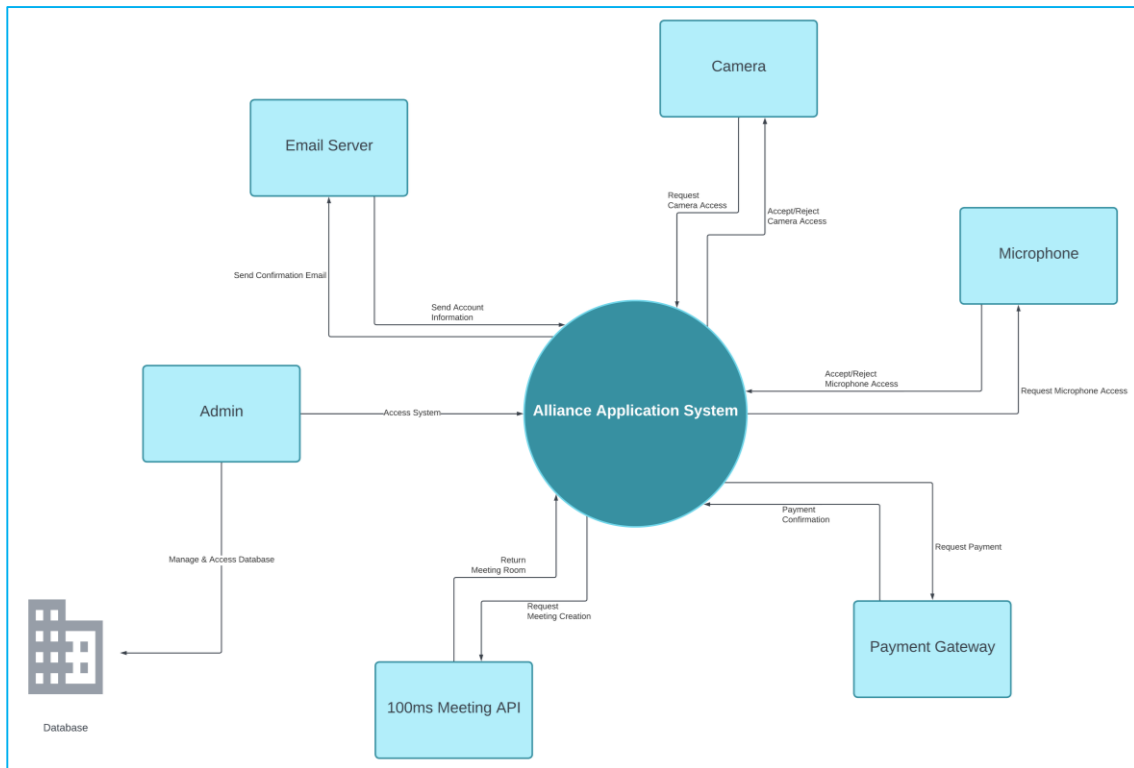 Camera
Email Server
Request
Camera Access
Accept/Reject
Camera Access
Microphone
Send Confirmation Email
Send Account
Information
Accept/Reject
Microphone Access
Request Microphone Access
Admin
Access System
Alliance Application System
Payment
Confirmation
Request Payment
Manage & Access Database
Return
Meeting Room
Request
Meeting Creation
Payment Gateway
100ms Meeting API
Database